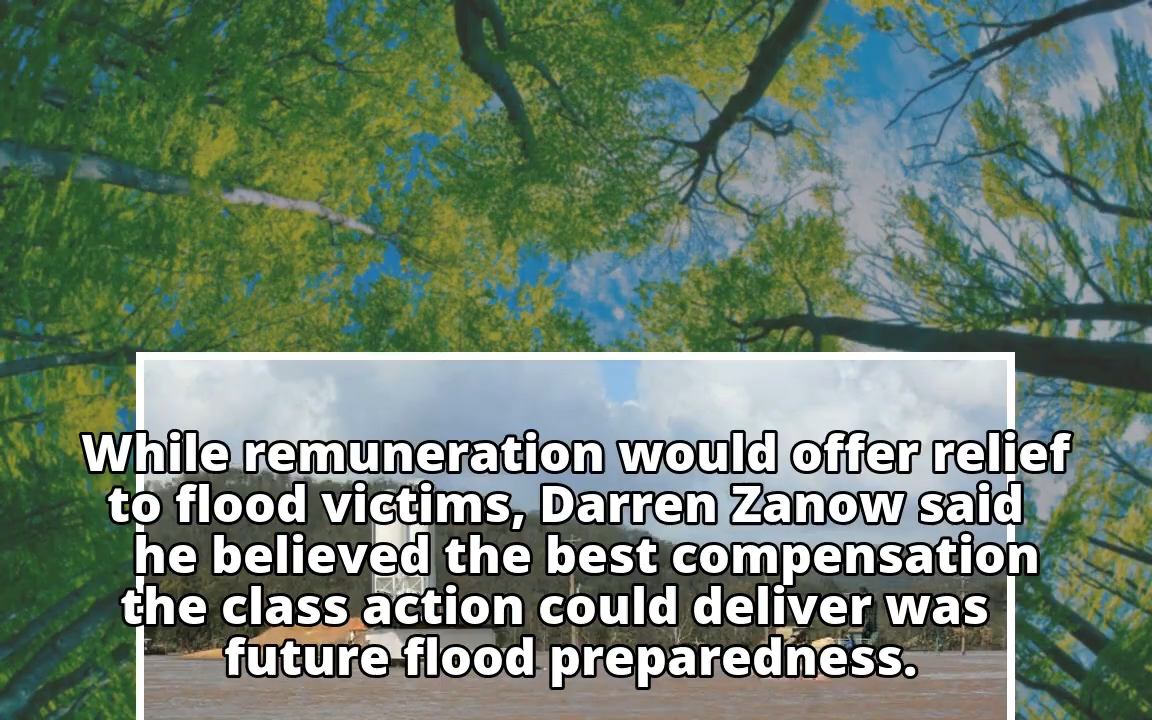 While remuneration would offer relief
to flood victims, Darren Zanow said
he believed the best compensation
the class action could deliver was
future flood preparedness.